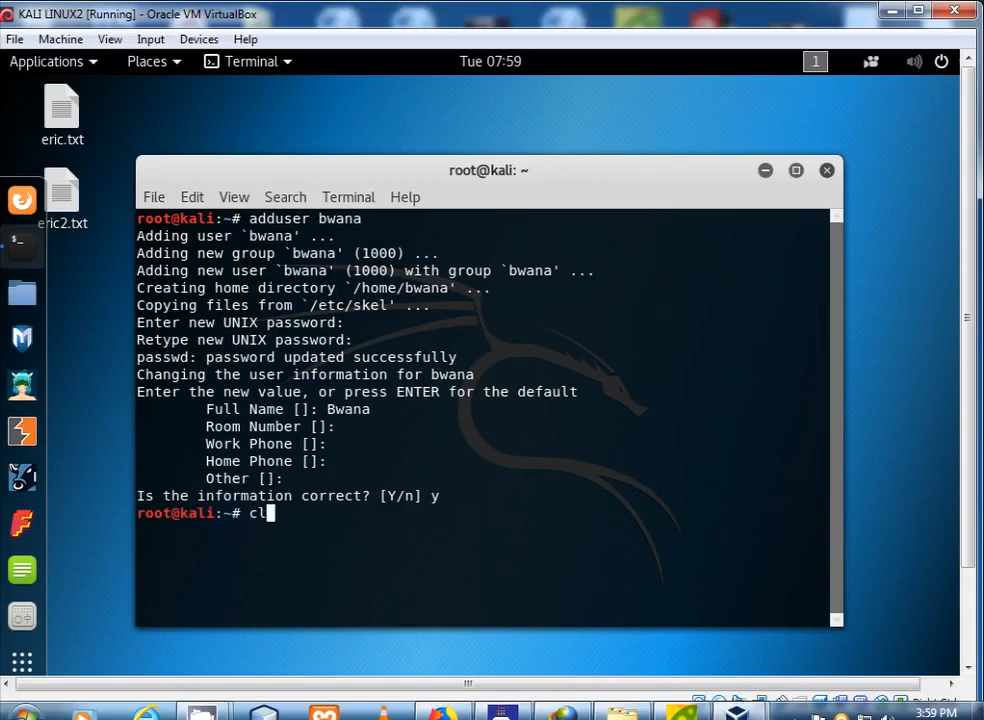 KALI LINUX2 [Running] - Oracle VM VirtualBox
File Machine View Input Devices Help
Applications Places Terminal Tue 07:59 1
eric.txt
eric2.txt
root@kali: ~
File Edit View Search Terminal Help
root@kali:~# adduser bwana
Adding user `bwana' ...
Adding new group `bwana' (1000) ...
Adding new user `bwana' (1000) with group `bwana' ...
Creating home directory `/home/bwana' ...
Copying files from `/etc/skel' ...
Enter new UNIX password:
Retype new UNIX password:
passwd: password updated successfully
Changing the user information for bwana
Enter the new value, or press ENTER for the default
Full Name []: Bwana
Room Number []:
Work Phone []:
Home Phone []:
Other []:
Is the information correct? [Y/n] y
root@kali:~# cl
3:59 PM